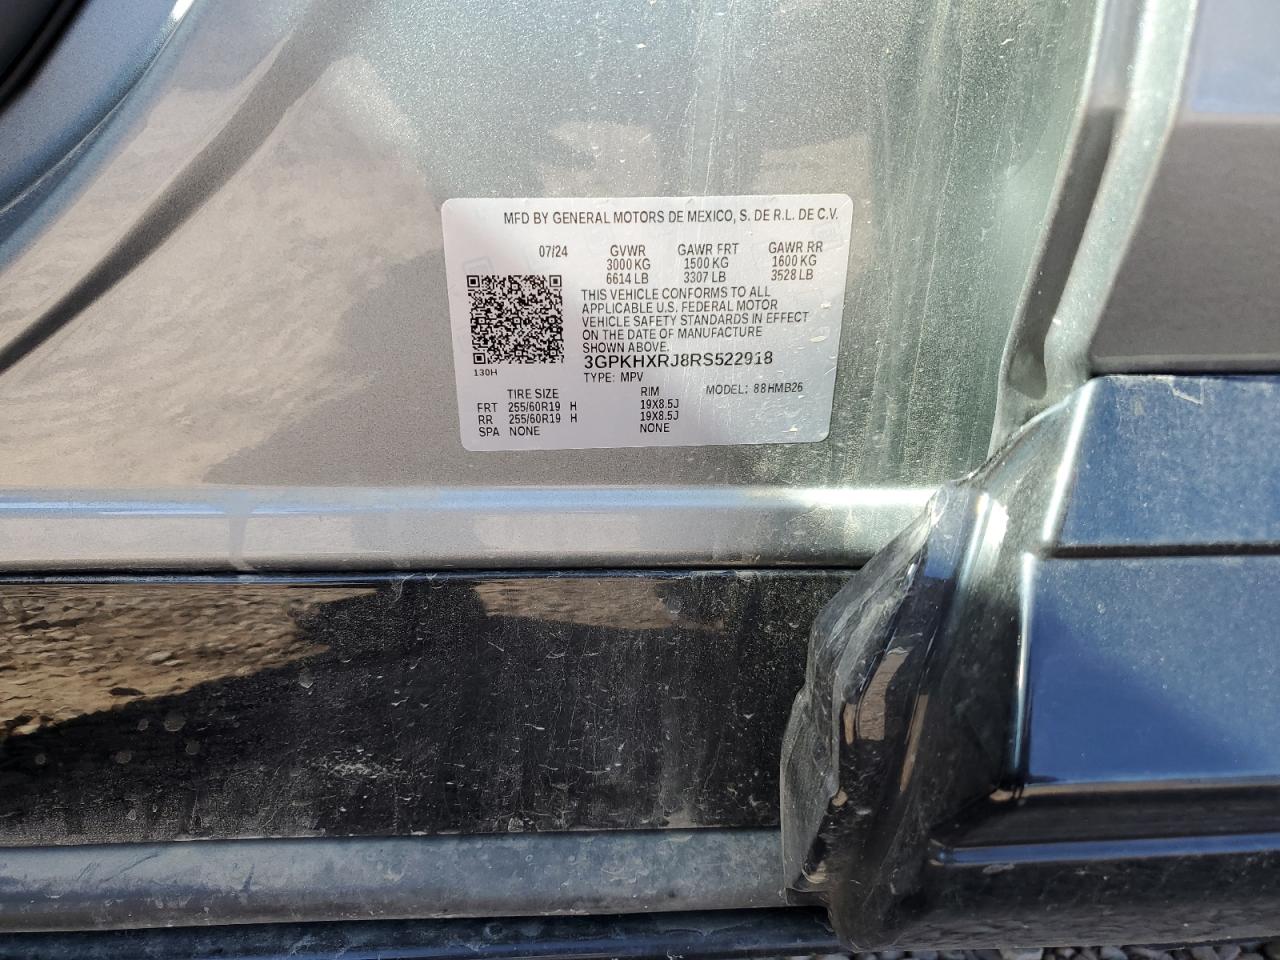 MFD BY GENERAL MOTORS DE MEXICO, S. DE R.L. DE C.V.
07/24 GVWR GAWR FRT GAWR RR
3000 KG 1500 KG 1600 KG
6614 LB 3307 LB 3528 LB
THIS VEHICLE CONFORMS TO ALL
APPLICABLE U.S. FEDERAL MOTOR
VEHICLE SAFETY STANDARDS IN EFFECT
ON THE DATE OF MANUFACTURE
SHOWN ABOVE.
3GPKHXRJ8RS522918
130H
TYPE: MPV MODEL: 88HMB26
TIRE SIZE RIM
FRT 255/60R19 H 19X8.5J
RR 255/60R19 H 19X8.5J
SPA NONE NONE